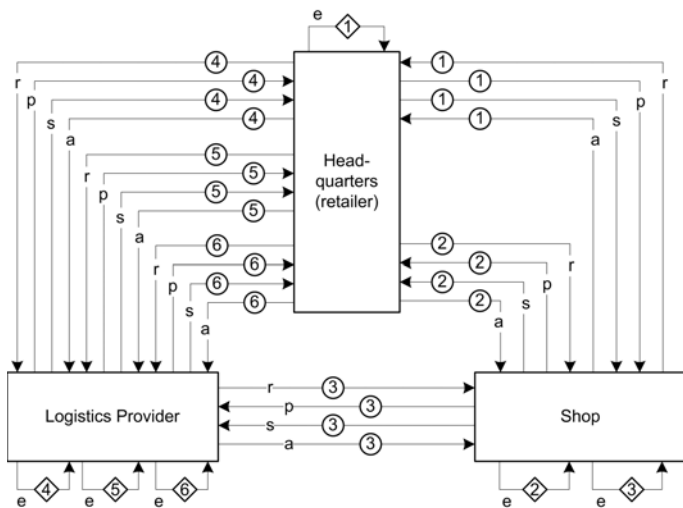 e 1
4 1
r 4 1 r
p 4 1 p
s 4 1 s
a a
5
r 5 Head-
p 5 quarters
s 5 (retailer)
a
6 2
r 6 2 r
p 6 2 p
s 6 2 s
a a
r 3
Logistics Provider p 3 Shop
s 3
a 3
e 4 e 5 e 6 e 2 e 3